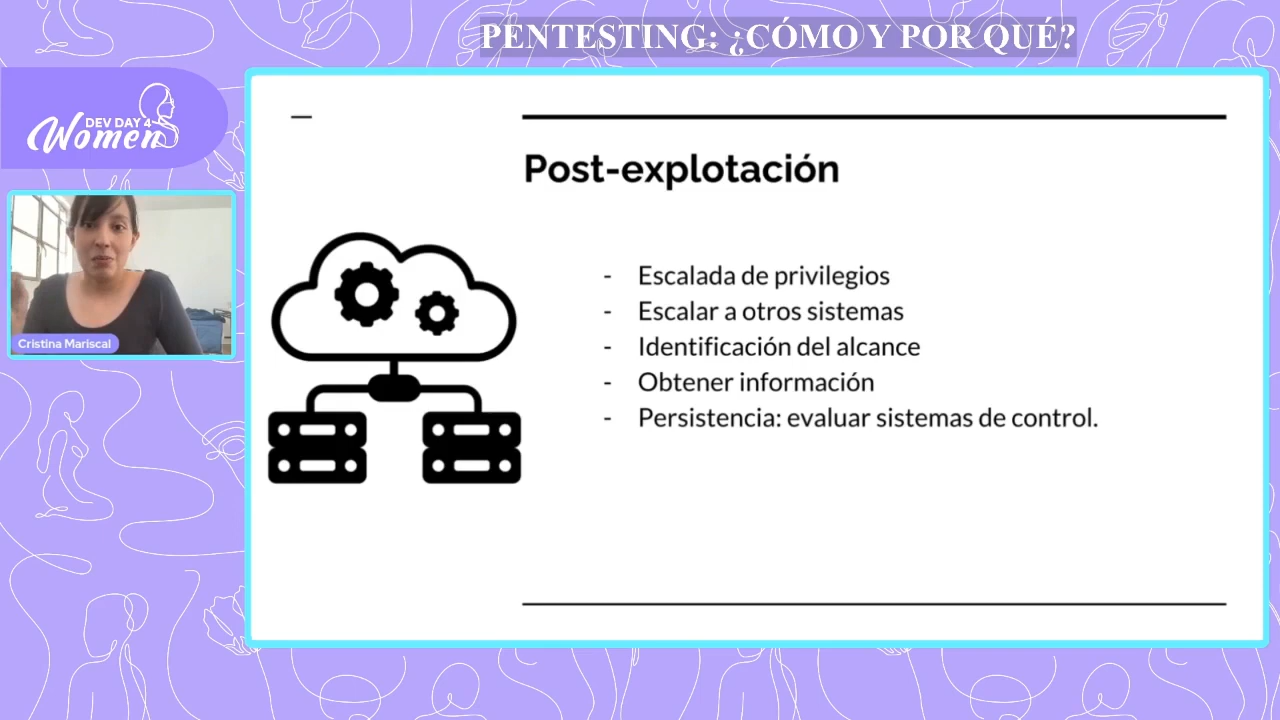 PENTESTING: ¿CÓMO Y POR QUÉ?
DEV DAY 4
Women
Cristina Mariscal
Post-explotación
- Escalada de privilegios
- Escalar a otros sistemas
- Identificación del alcance
- Obtener información
- Persistencia: evaluar sistemas de control.